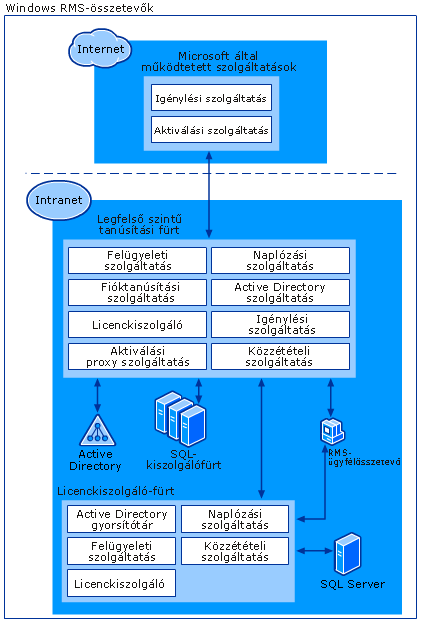 Windows RMS-összetevők
Internet
Microsoft által
működtetett szolgáltatások
Igénylési szolgáltatás
Aktiválási szolgáltatás
Intranet
Legfelső szintű
tanúsítási fürt
Felügyeleti
szolgáltatás
Naplózási
szolgáltatás
Fióktanúsítási
szolgáltatás
Active Directory
szolgáltatás
Licenckiszolgáló
Igénylési
szolgáltatás
Aktiválási
proxy szolgáltatás
Közzétételi
szolgáltatás
Active
Directory
SQL-
kiszolgálófürt
RMS-
ügyfélösszetevő
Licenckiszolgáló-fürt
Active Directory
gyorsítótár
Naplózási
szolgáltatás
Felügyeleti
szolgáltatás
Közzétételi
szolgáltatás
Licenckiszolgáló
SQL Server